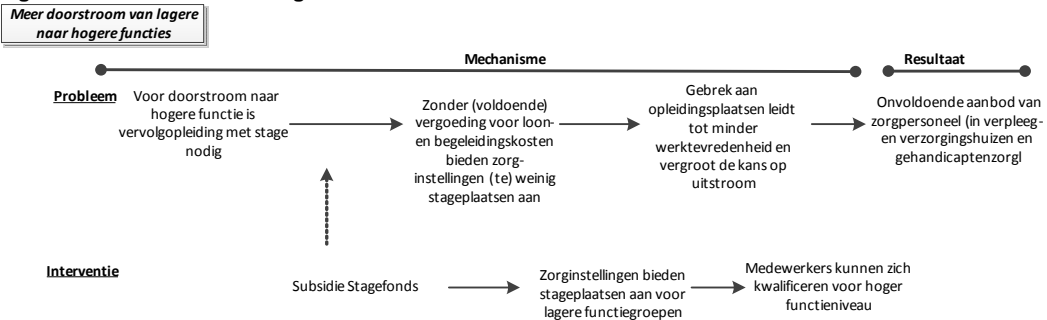 Meer doorstroom van lagere
naar hogere functies
Mechanisme
Resultaat
Probleem
Voor doorstroom naar
hogere functie is
vervolgopleiding met stage
nodig
Zonder (voldoende)
vergoeding voor loon-
en begeleidingskosten
bieden zorg-
instellingen (te) weinig
stageplaatsen aan
Gebrek aan
opleidingsplaatsen leidt
tot minder
werktevredenheid en
vergroot de kans op
uitstroom
Onvoldoende aanbod van
zorgpersoneel (in verpleeg-
en verzorgingshuizen en
gehandicaptenzorgl
Interventie
Subsidie Stagefonds
Zorginstellingen bieden
stageplaatsen aan voor
lagere functiegroepen
Medewerkers kunnen zich
kwalificeren voor hoger
functieniveau